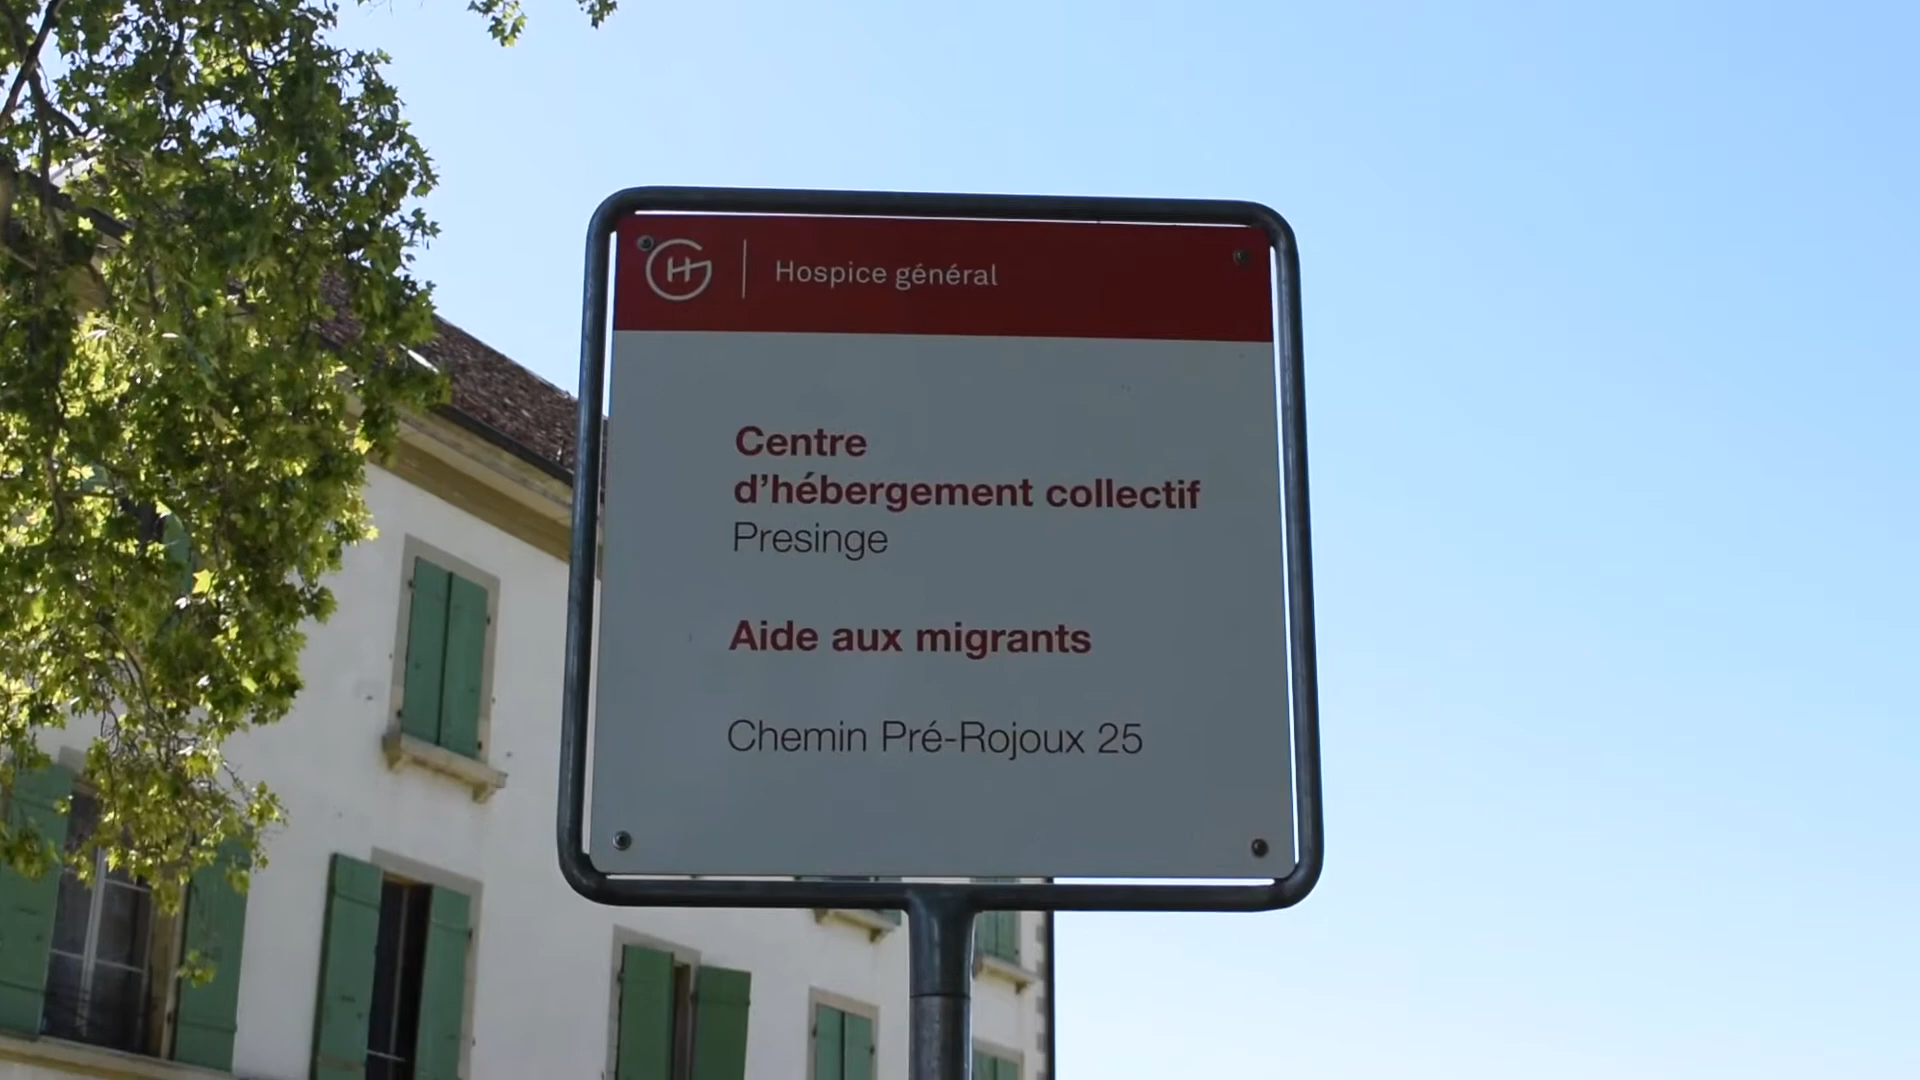 Hospice général
Centre
d’hébergement collectif
Presinge
Aide aux migrants
Chemin Pré-Rojoux 25